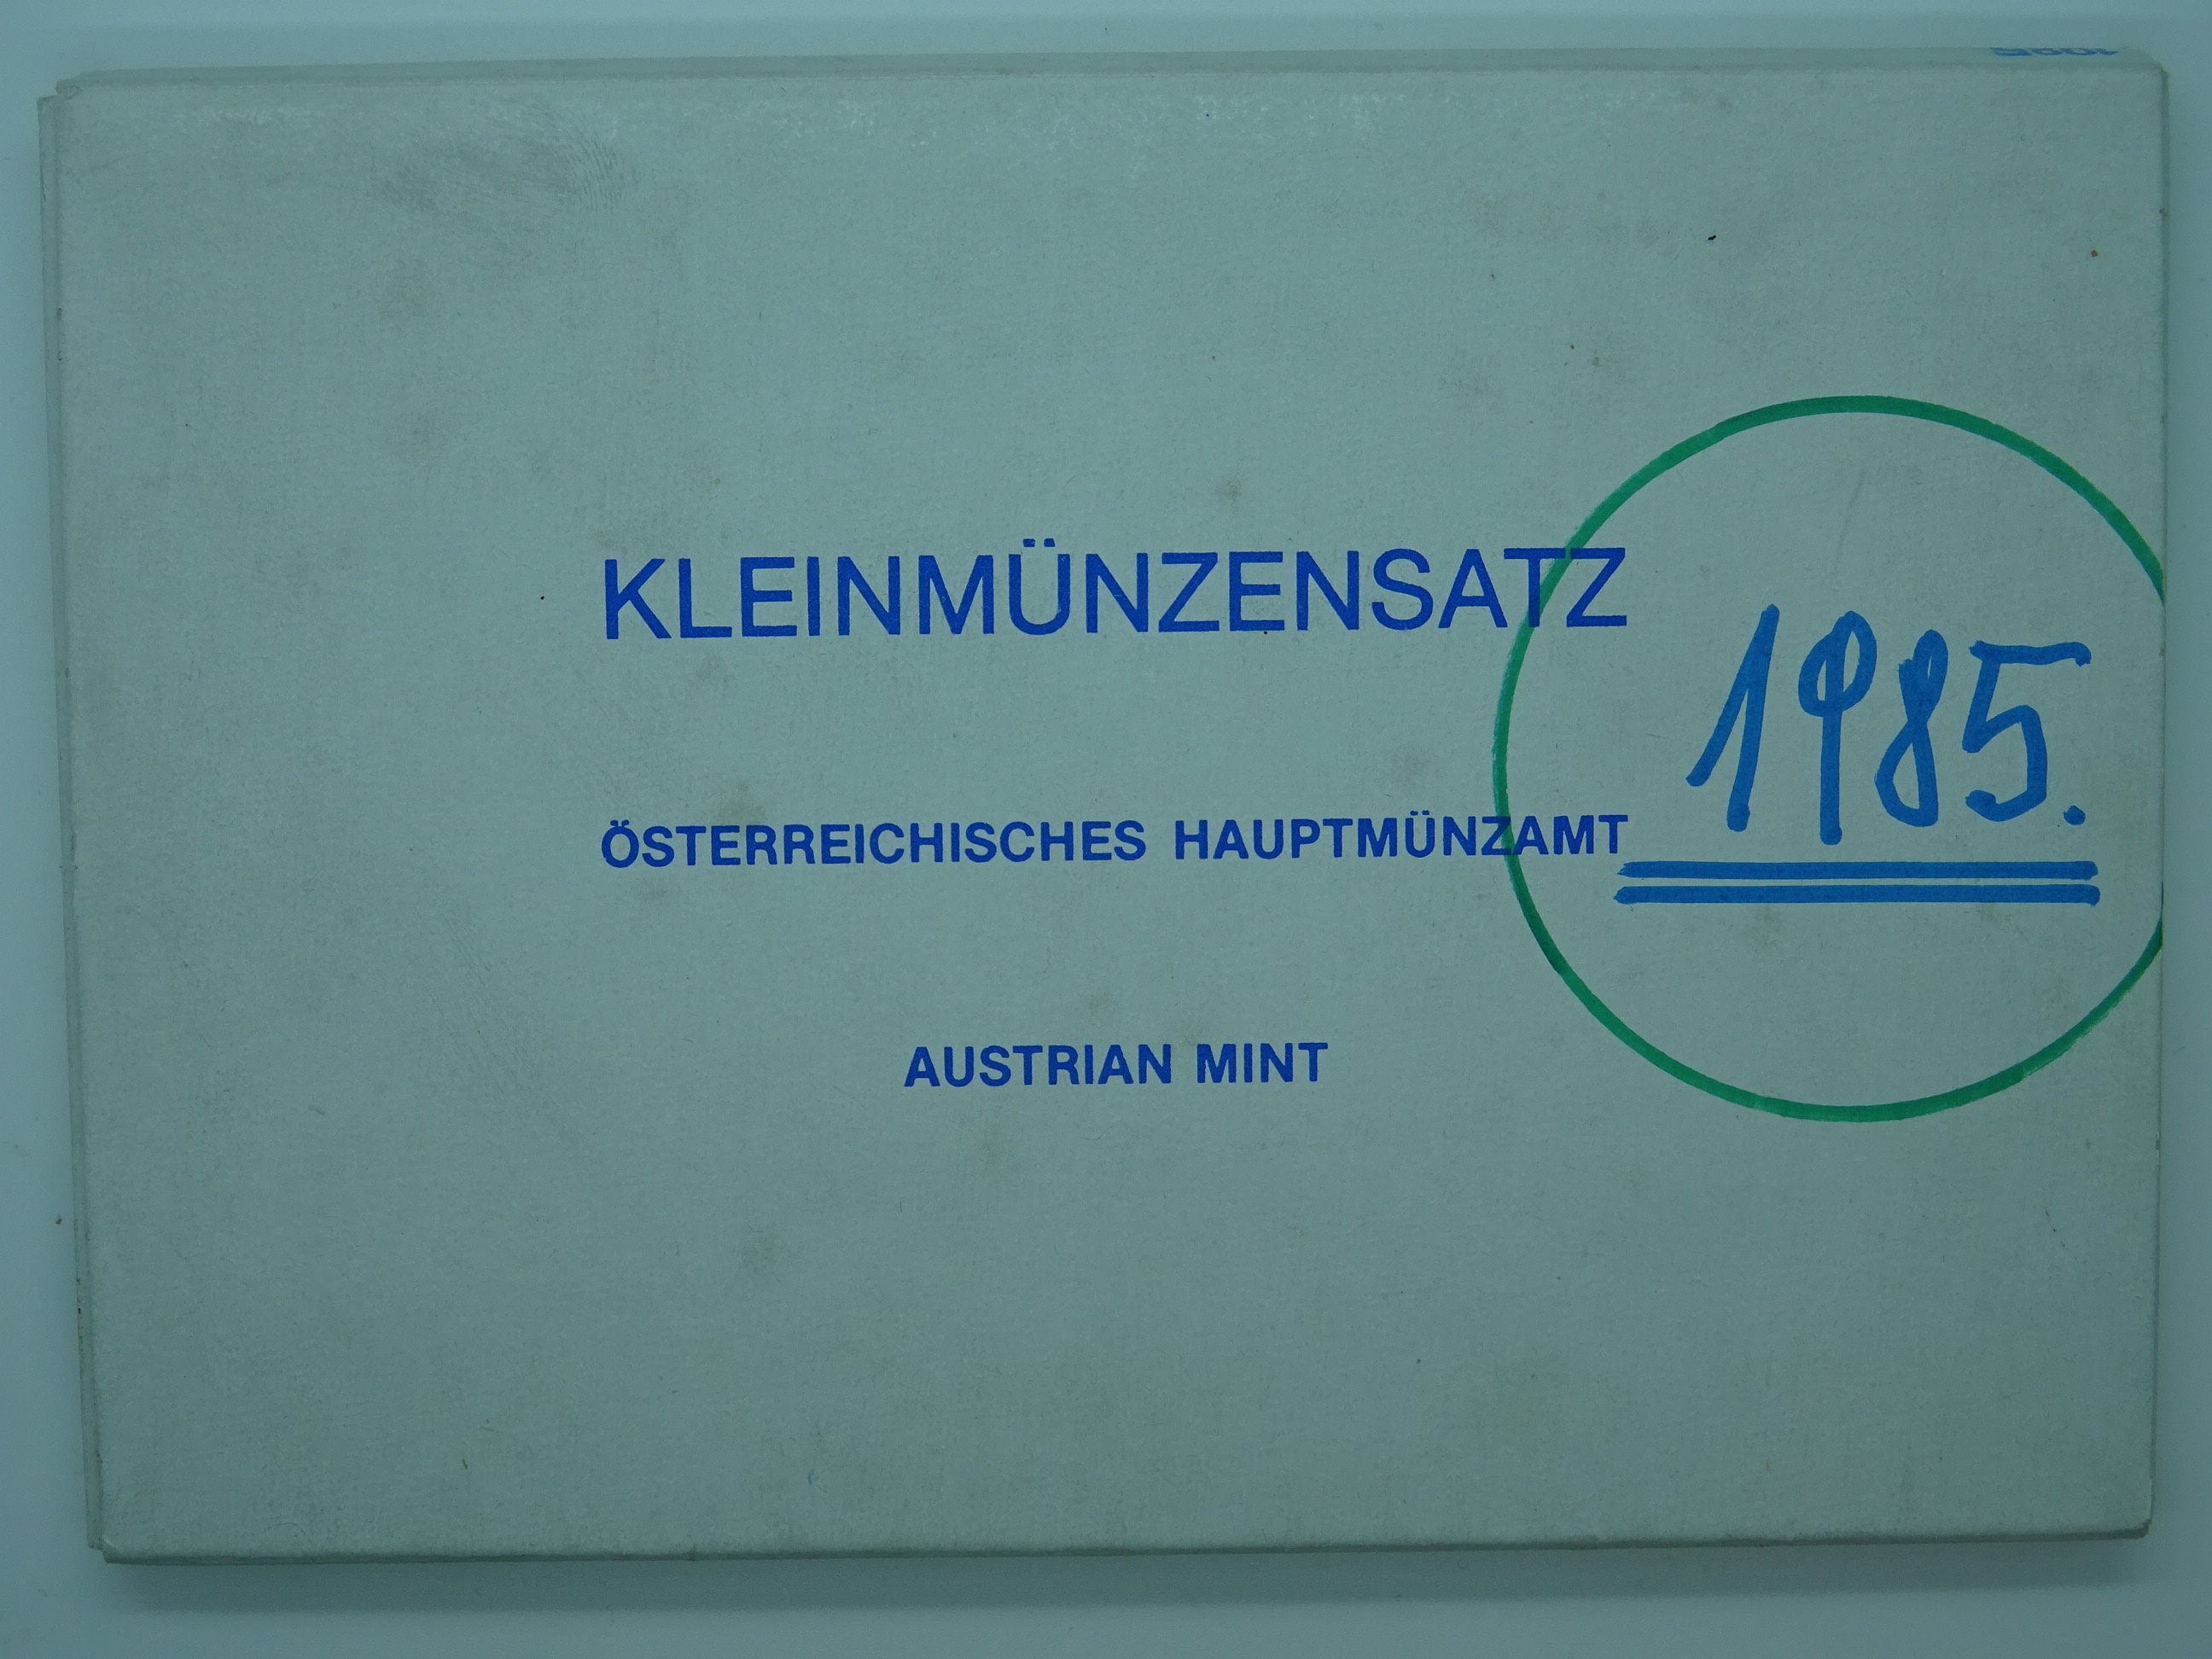 KLEINMÜNZENSATZ
1985.
ÖSTERREICHISCHES HAUPTMÜNZAMT
AUSTRIAN MINT